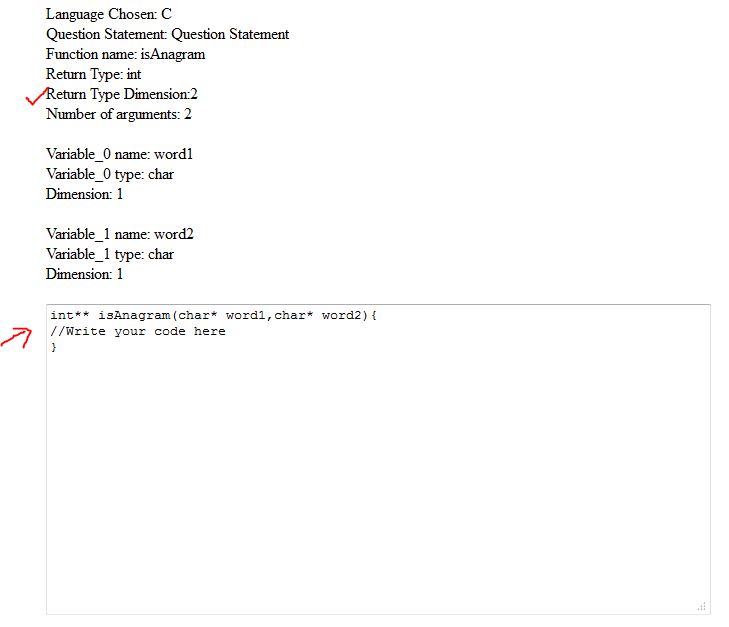 Language Chosen: C
Question Statement: Question Statement
Function name: isAnagram
Return Type: int
Return Type Dimension:2
Number of arguments: 2
Variable_0 name: word1
Variable_0 type: char
Dimension: 1
Variable_1 name: word2
Variable_1 type: char
Dimension: 1
int** isAnagram(char* word1,char* word2){
//Write your code here
}